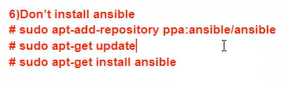 6)Don't install ansible
# sudo apt-add-repository ppa:ansible/ansible
# sudo apt-get update
# sudo apt-get install ansible